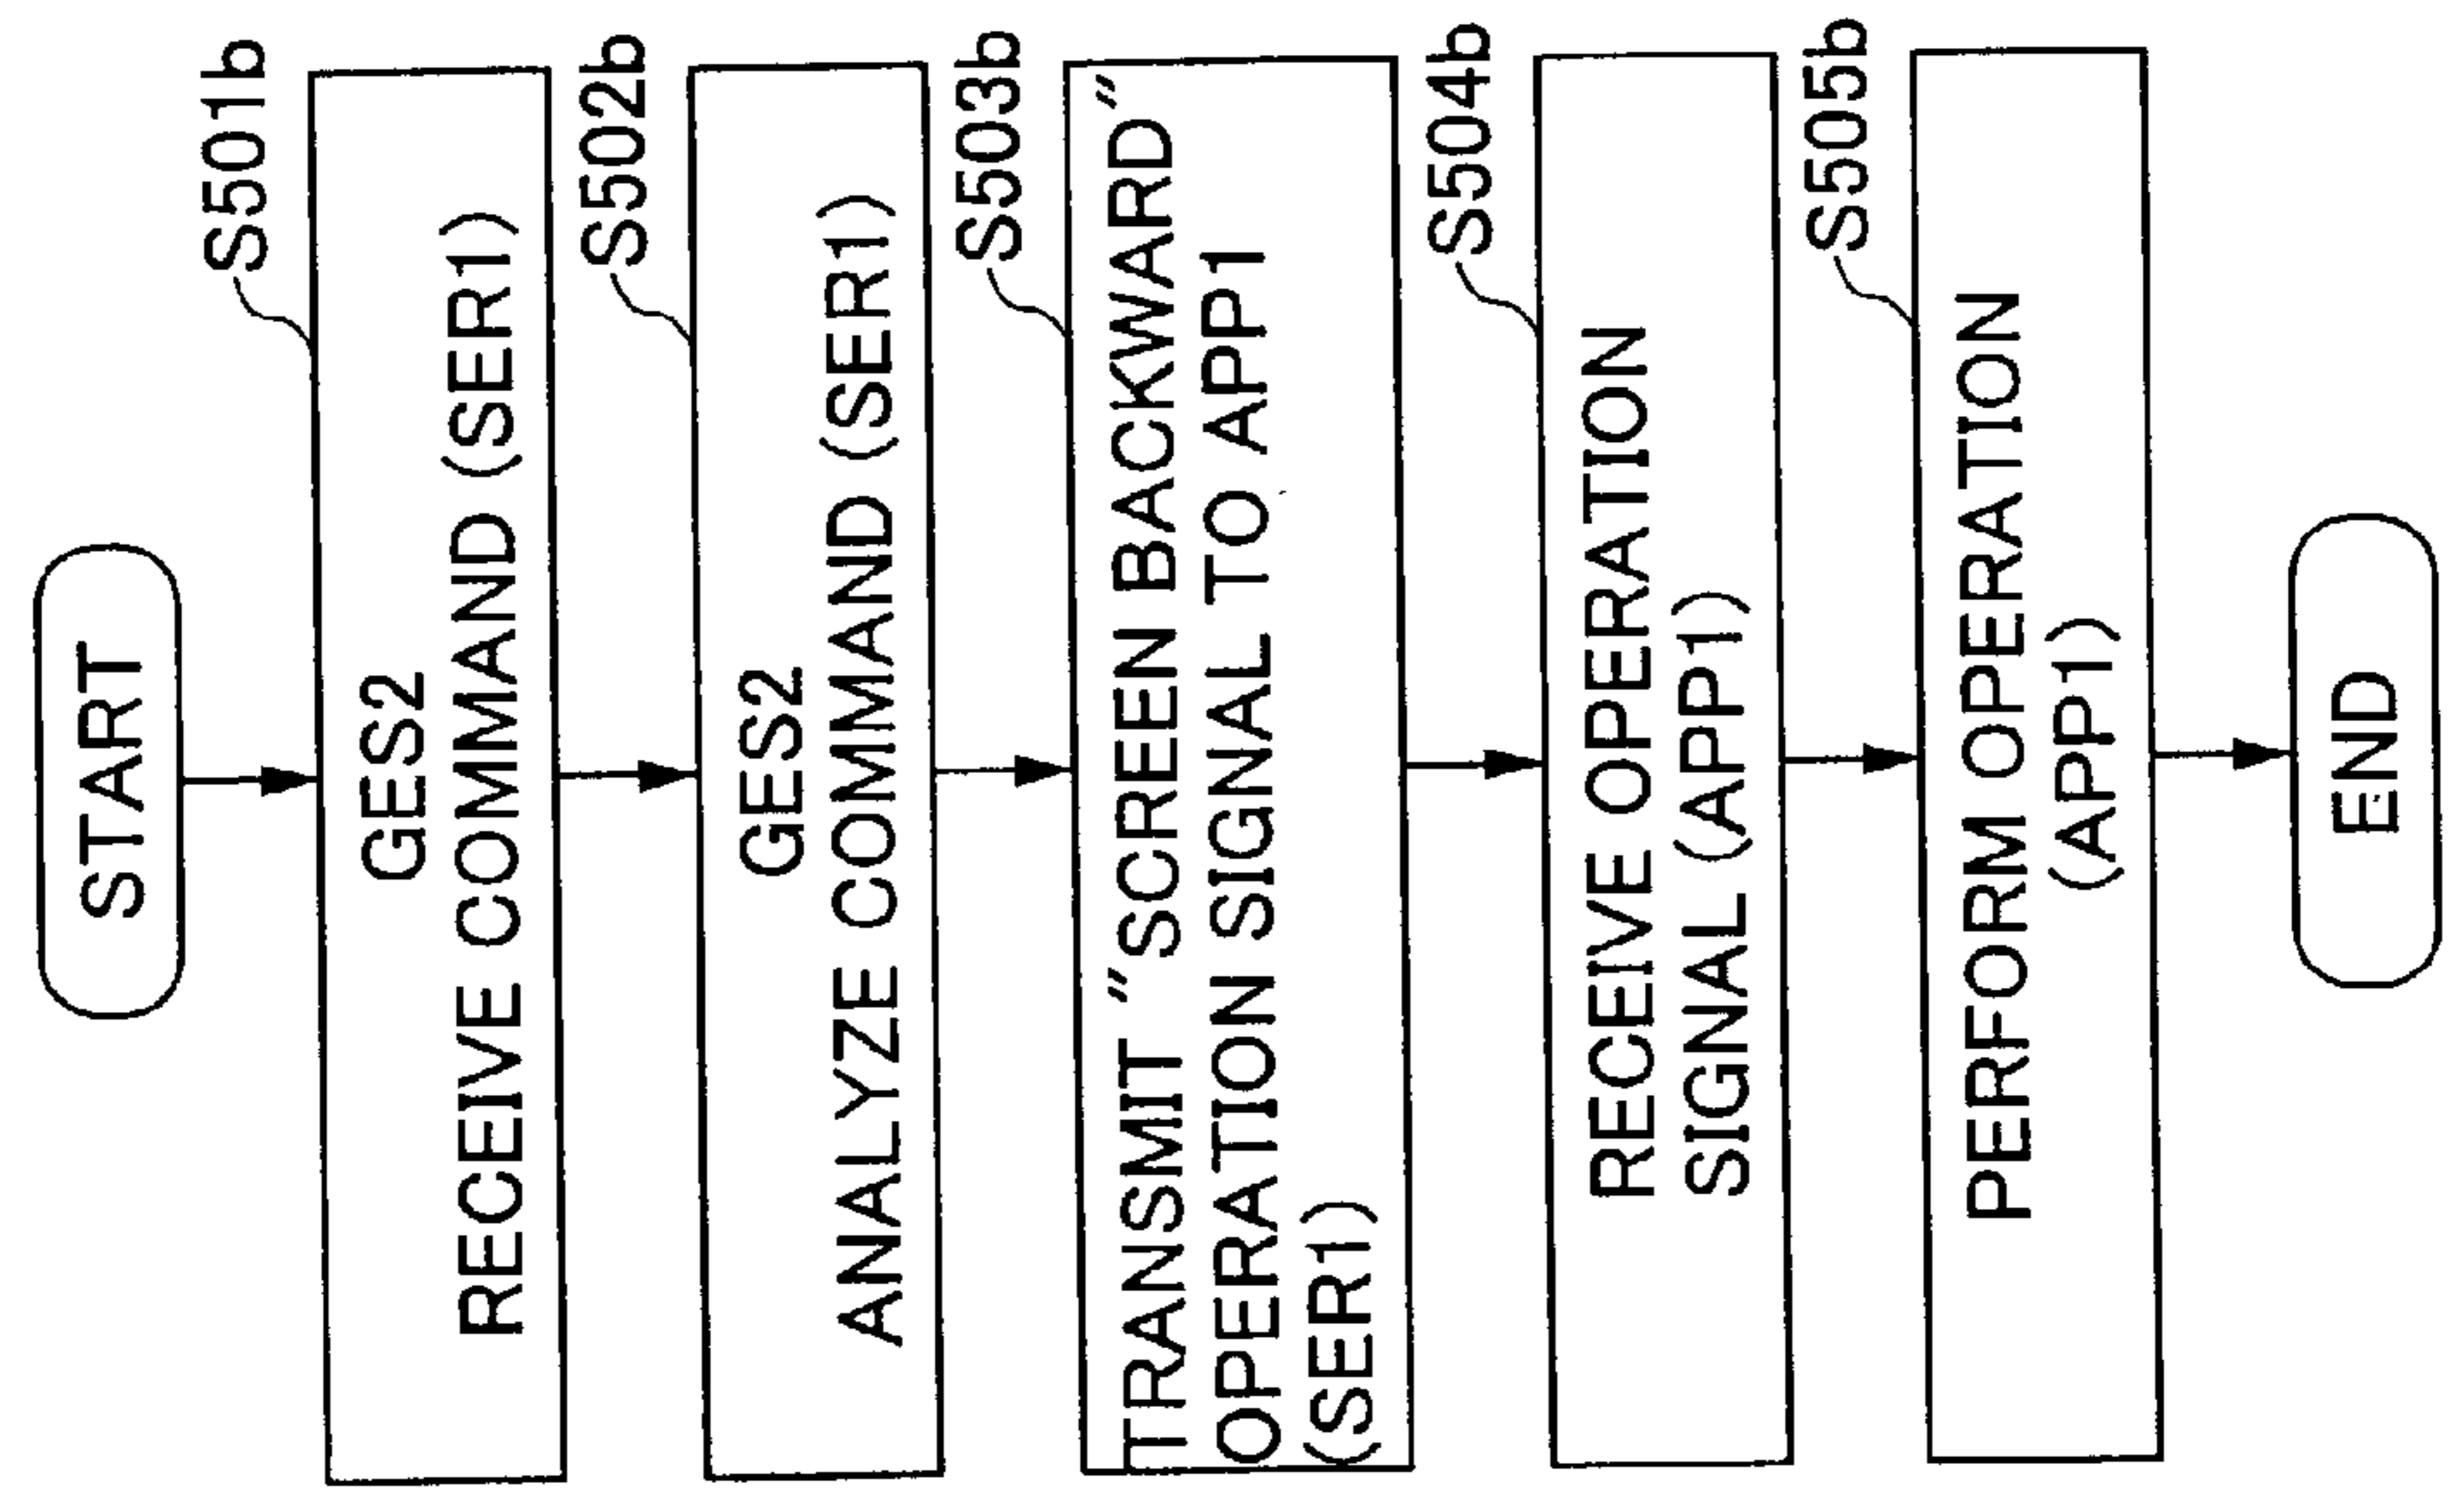 START
S501b
GES2
RECEIVE COMMAND (SER1)
S502b
GES2
ANALYZE COMMAND (SER1)
S503b
TRANSMIT "SCREEN BACKWARD"
OPERATION SIGNAL TO APP1
(SER1)
S504b
RECEIVE OPERATION
SIGNAL (APP1)
S505b
PERFORM OPERATION
(APP1)
END